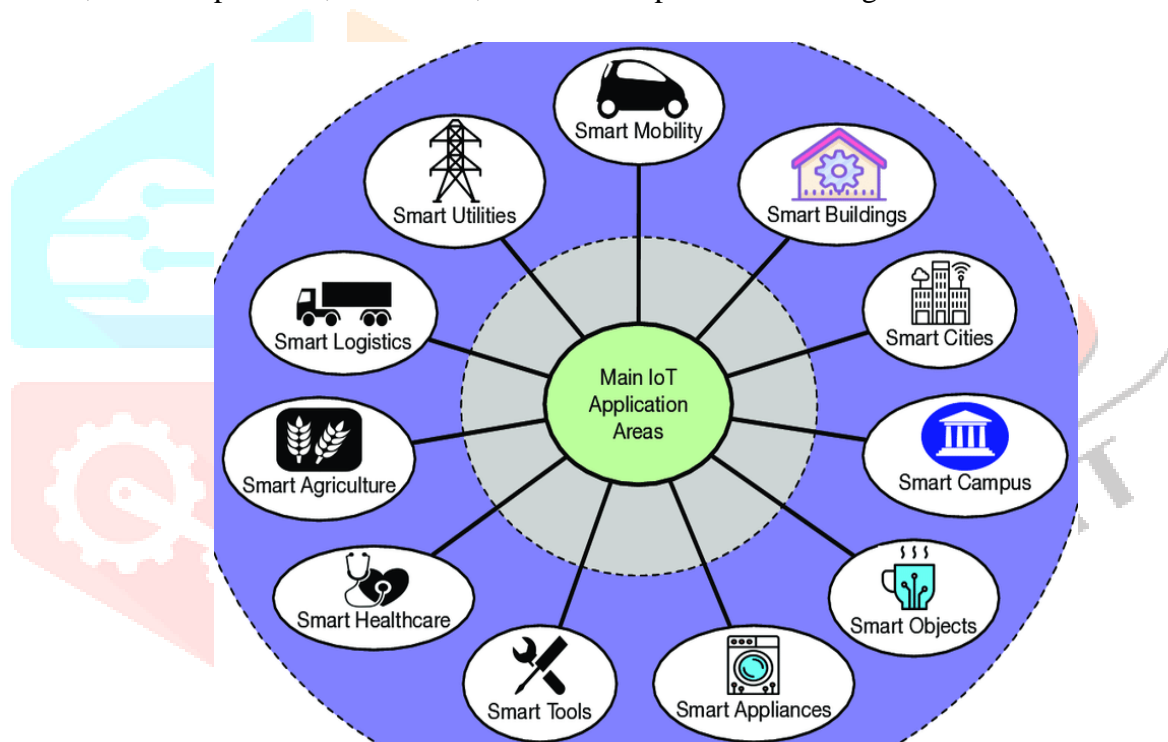 Smart Mobility
Smart Utilities
Smart Buildings
Smart Logistics
Smart Cities
Main IoT
Application
Areas
Smart Agriculture
Smart Campus
Smart Healthcare
Smart Objects
Smart Tools
Smart Appliances